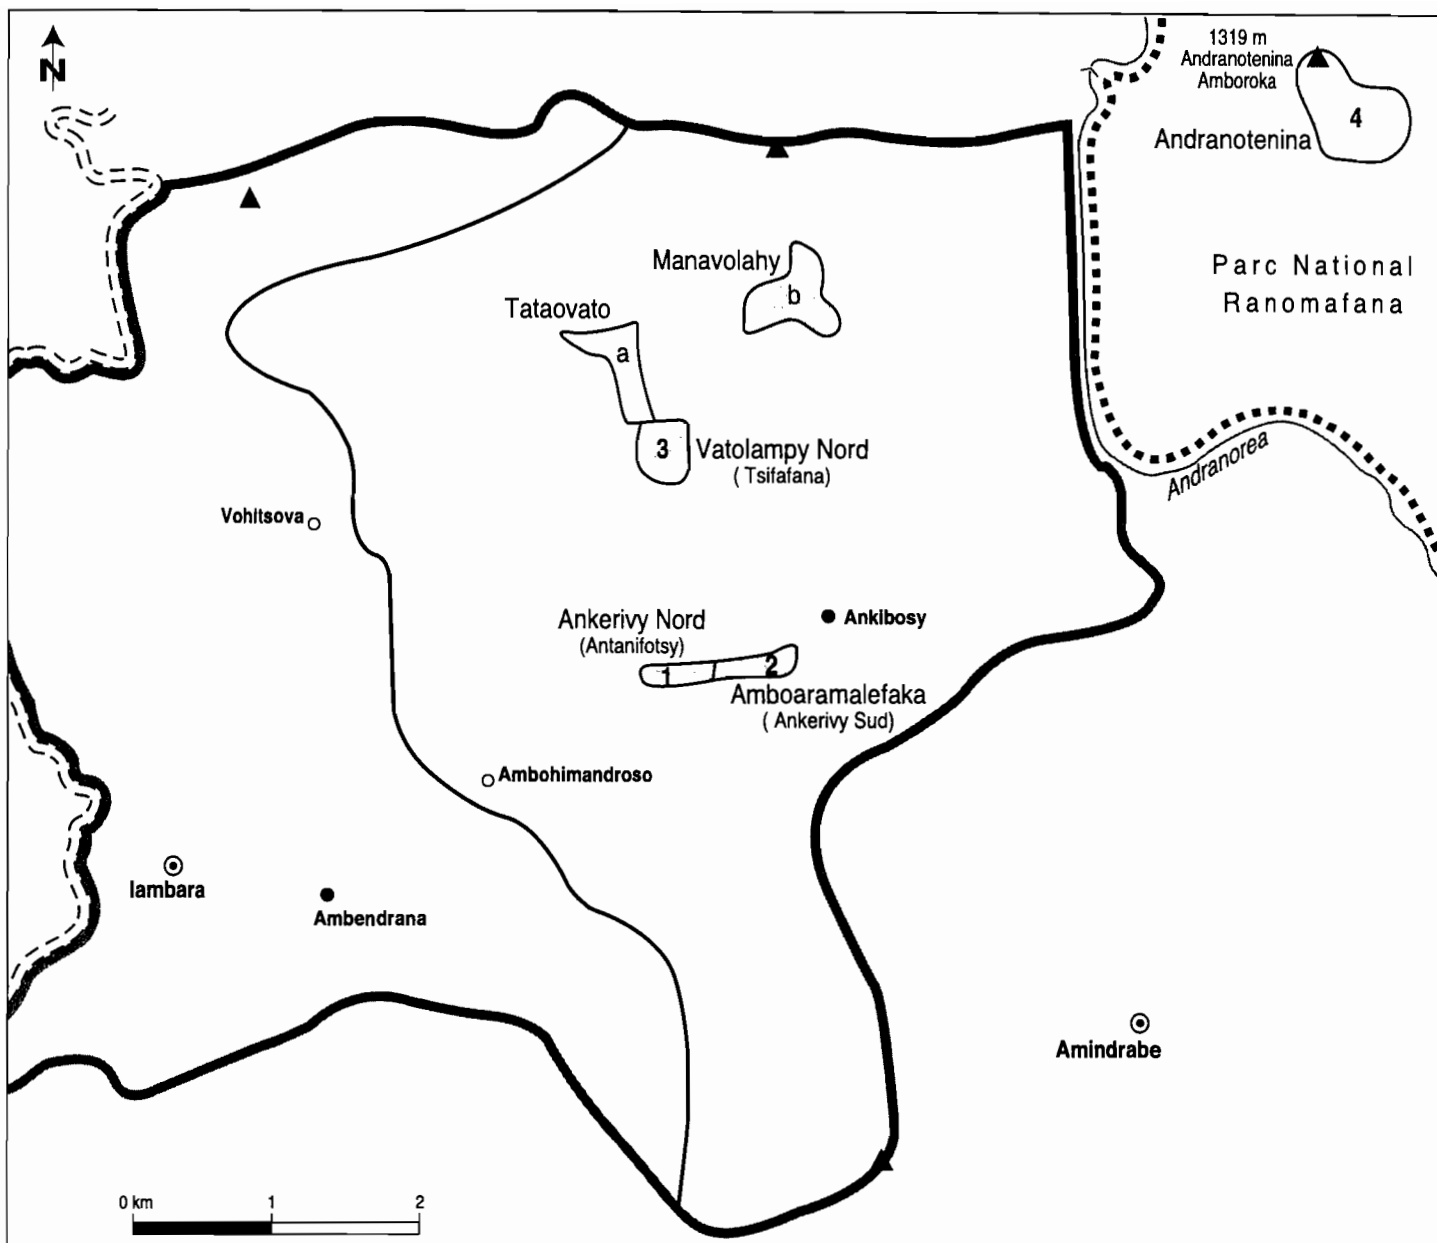 N
1319 m
Andranotenina
Amboroka
4
Andranotenina
Parc National
Ranomafana
Manavolahy
b
Tataovato
a
3
Vatolampy Nord
( Tsifafana)
Andranorea
Vohitsova
Ankerivy Nord
(Antanifotsy)
Ankibosy
1
2
Amboaramalefaka
( Ankerivy Sud)
Ambohimandroso
Iambara
Ambendrana
Amindrabe
0 km
1
2